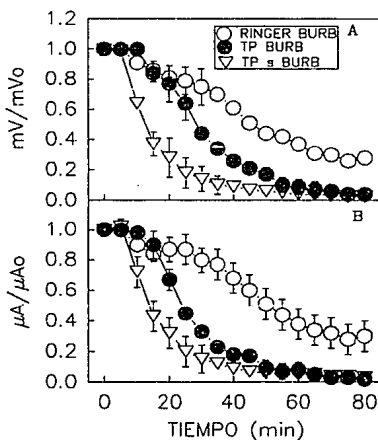 RINGER BURB
TP BURB
TP s BURB
A
mV/mVo
1.2
1.0
0.8
0.6
0.4
0.2
0.0
B
µA/µAo
1.0
0.8
0.6
0.4
0.2
0.0
0
20
40
60
80
TIEMPO (min)